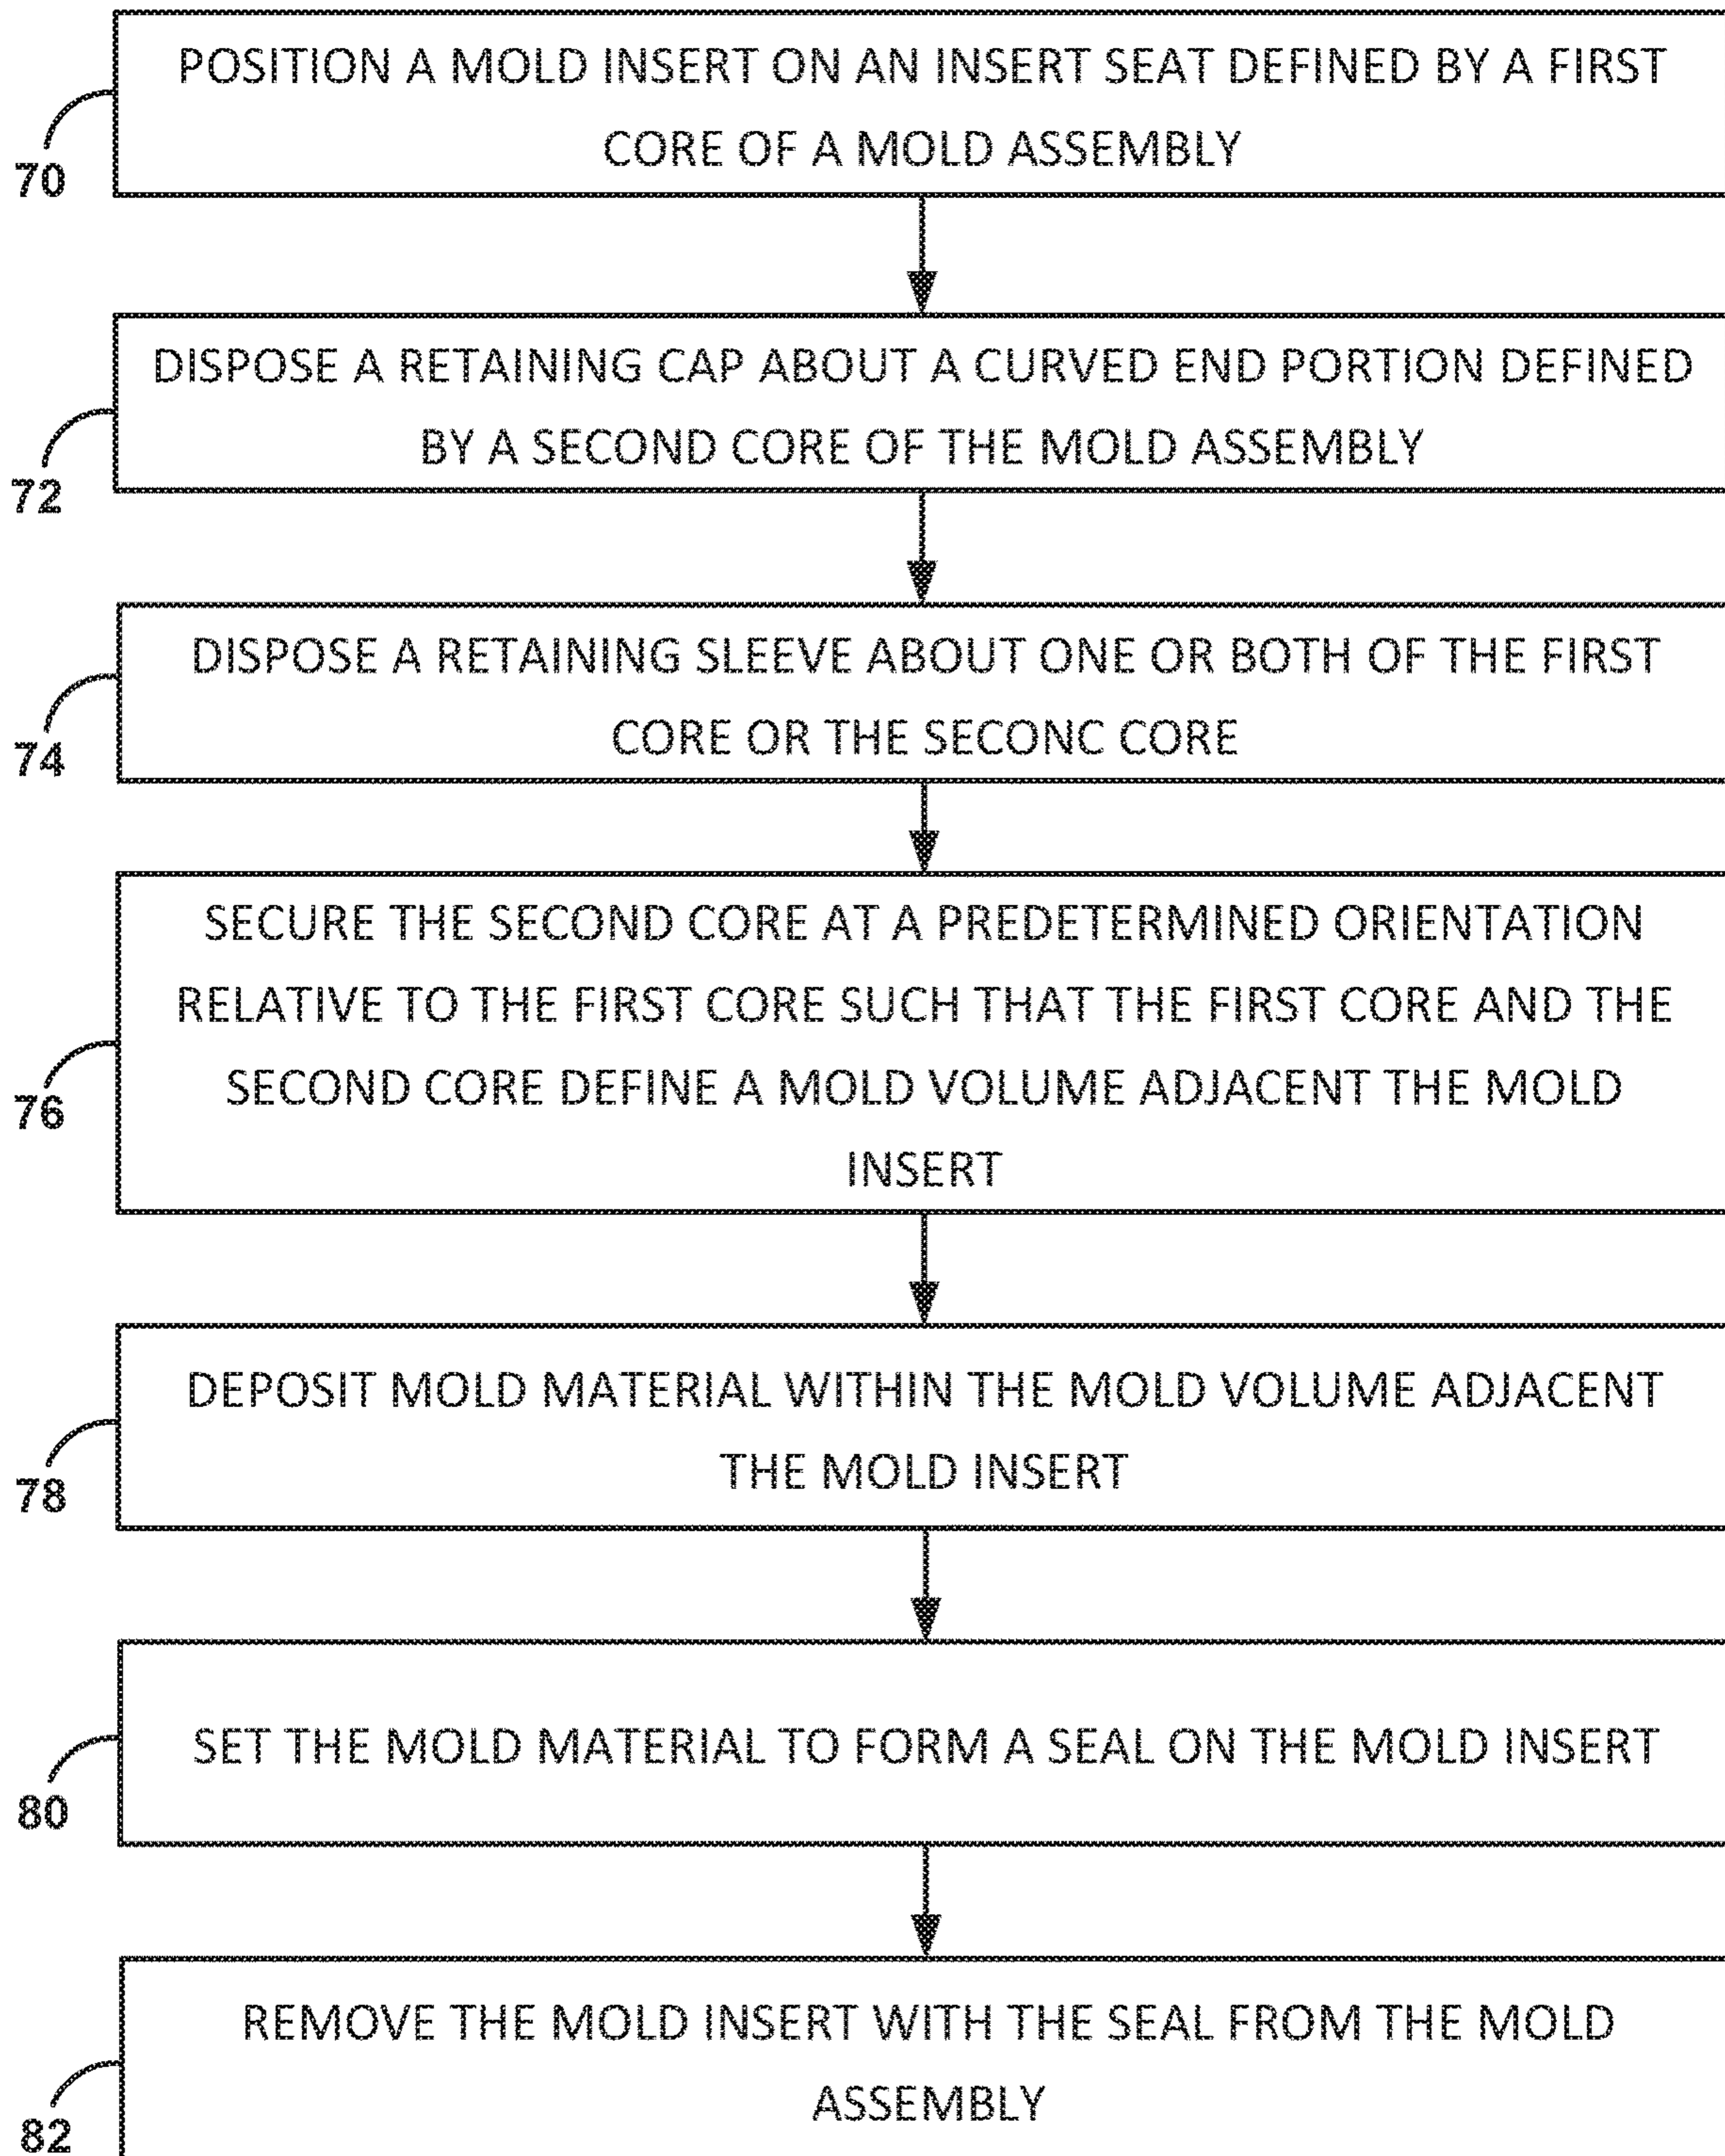 POSITION A MOLD INSERT ON AN INSERT SEAT DEFINED BY A FIRST
CORE OF A MOLD ASSEMBLY
70
DISPOSE A RETAINING CAP ABOUT A CURVED END PORTION DEFINED
BY A SECOND CORE OF THE MOLD ASSEMBLY
72
DISPOSE A RETAINING SLEEVE ABOUT ONE OR BOTH OF THE FIRST
CORE OR THE SECONC CORE
74
SECURE THE SECOND CORE AT A PREDETERMINED ORIENTATION
RELATIVE TO THE FIRST CORE SUCH THAT THE FIRST CORE AND THE
SECOND CORE DEFINE A MOLD VOLUME ADJACENT THE MOLD
INSERT
76
DEPOSIT MOLD MATERIAL WITHIN THE MOLD VOLUME ADJACENT
THE MOLD INSERT
78
SET THE MOLD MATERIAL TO FORM A SEAL ON THE MOLD INSERT
80
REMOVE THE MOLD INSERT WITH THE SEAL FROM THE MOLD
ASSEMBLY
82